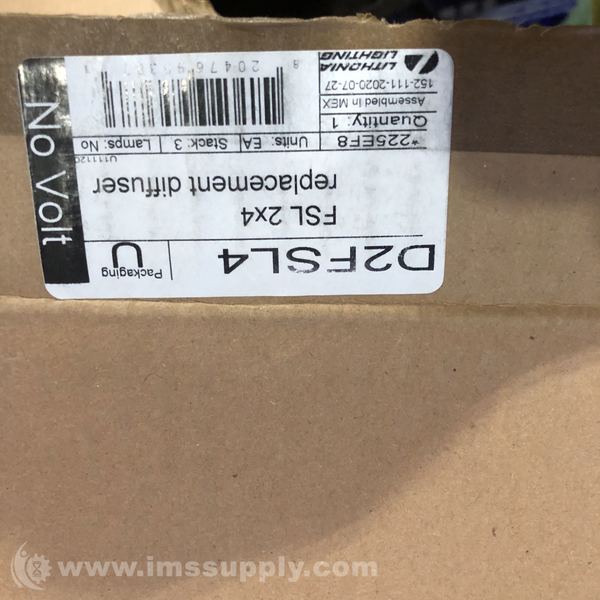 D2FSL4
Packaging
U
FSL 2x4
replacement diffuser
*225EF8
Units: EA
Stack: 3
Lamps: No
Quantity: 1
Assembled in MEX
152-111-2020-07-27
LITHONIA
LIGHTING
No Volt
www.imssupply.com